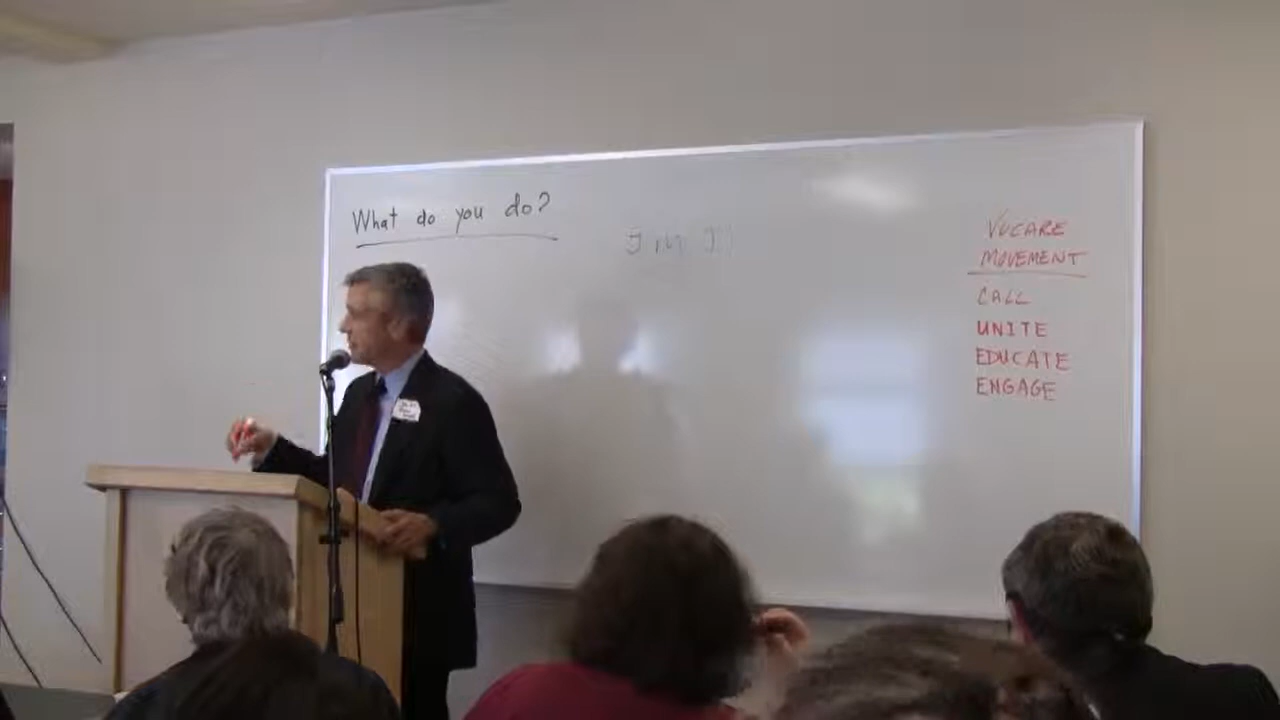 What do you do?
VOCARE
MOVEMENT
CALL
UNITE
EDUCATE
ENGAGE